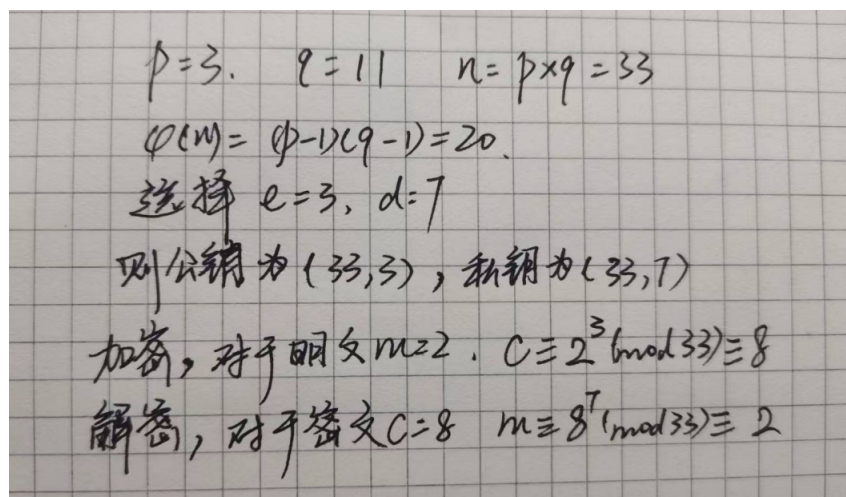 p=3. q=11 n=p×q=33
φ(n)=(p-1)(q-1)=20.
选择 e=3, d=7
则公钥为(33,3),私钥为(33,7)
加密,对于明文m=2. C≡2³(mod33)≡8
解密,对于密文C=8 m≡8⁷(mod33)≡2